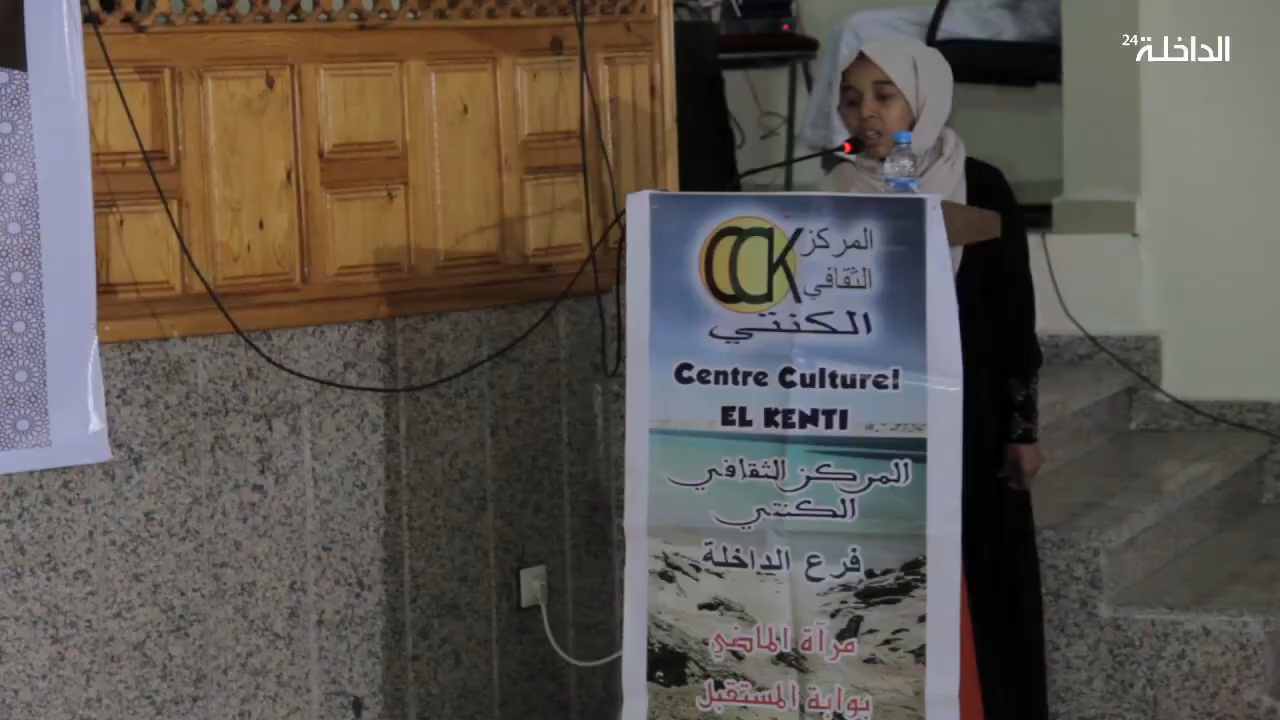 الداخلة 24
CCK
المركز
الثقافي
الكنتي
Centre Culturel
EL KENTI
المركز الثقافي
الكنتي
فرع الداخلة
مرآة الماضي
بوابة المستقبل